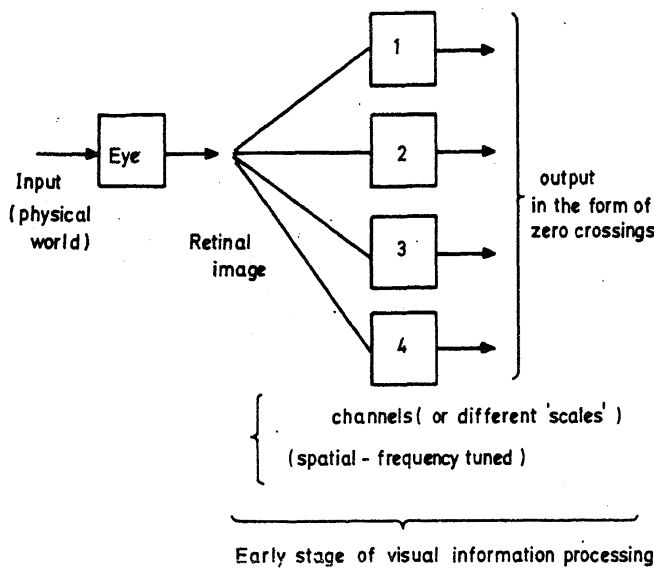 1
Eye
2
Input
(physical
world)
output
in the form of
zero crossings
Retinal
image
3
4
channels( or different 'scales' )
(spatial - frequency tuned )
Early stage of visual information processing